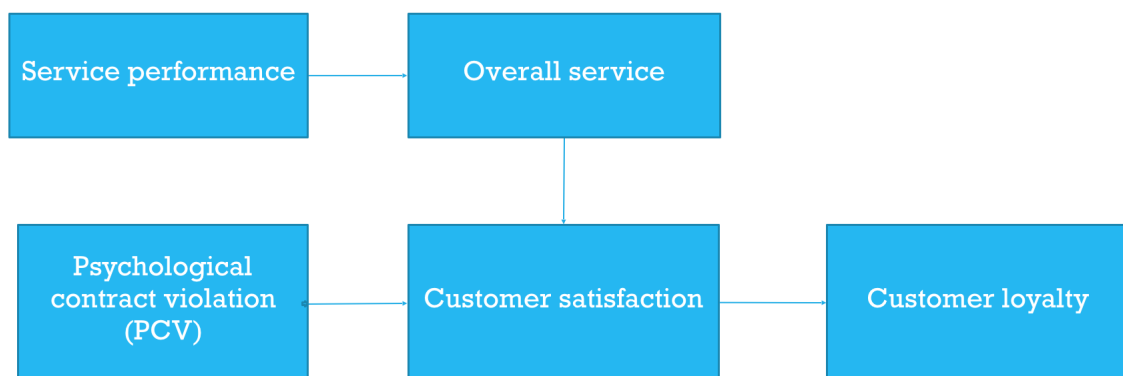 Service performance
Overall service
Psychological
contract violation
(PCV)
Customer satisfaction
Customer loyalty